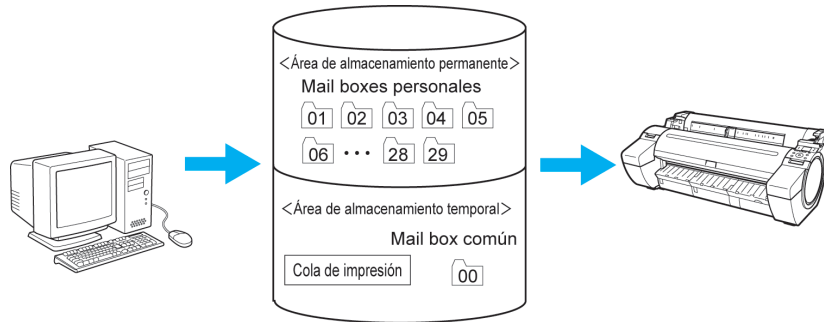 <Área de almacenamiento permanente>
Mail boxes personales
01 02 03 04 05
06 ··· 28 29
<Área de almacenamiento temporal>
Mail box común
Cola de impresión 00